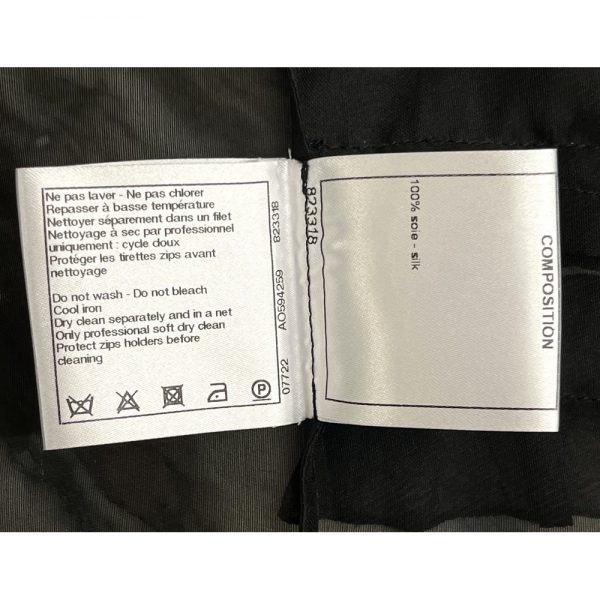 Ne pas laver - Ne pas chlorer
Repasser à basse température
Nettoyer séparement dans un filet
Nettoyage à sec par professionnel
uniquement : cycle doux
Protéger les tirettes zips avant
nettoyage
Do not wash - Do not bleach
Cool iron
Dry clean separately and in a net
Only professional soft dry clean
Protect zips holders before
cleaning
P
07722 AO594259 823318
823318
COMPOSITION
100% soie - silk